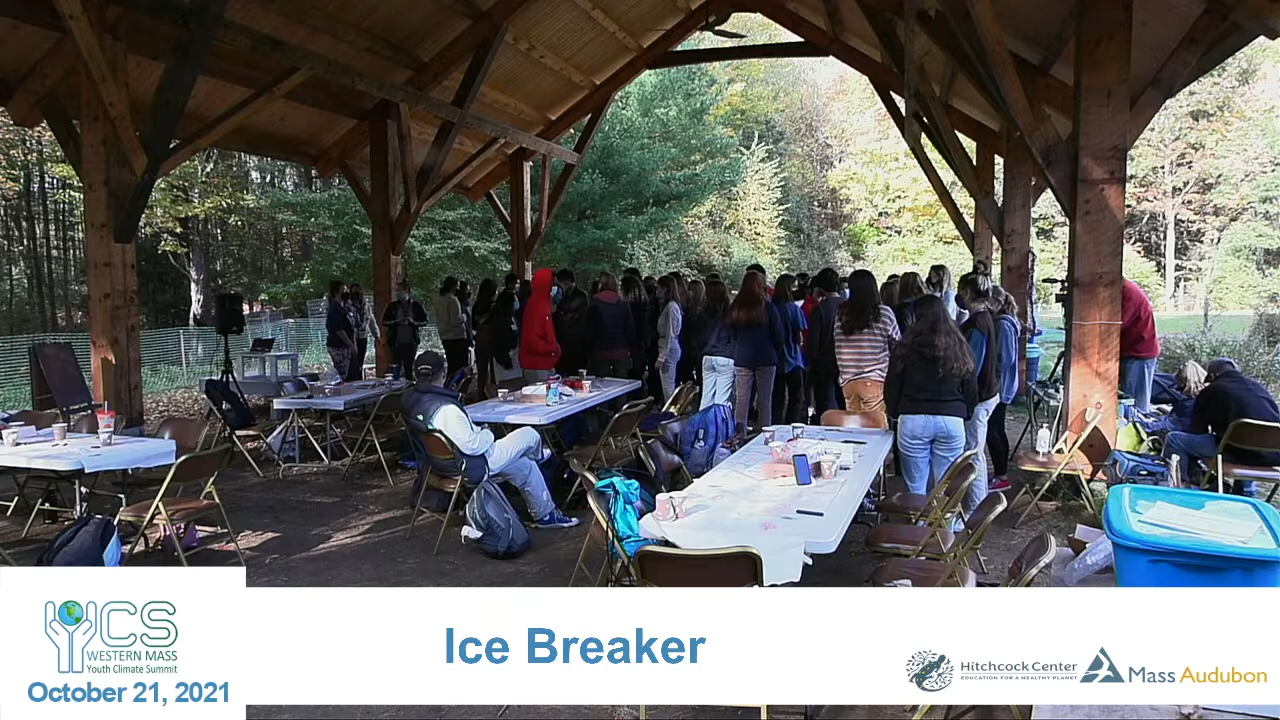 YCS
WESTERN MASS
Youth Climate Summit
October 21, 2021
Ice Breaker
Hitchcock Center
EDUCATION FOR A HEALTHY PLANET
Mass Audubon